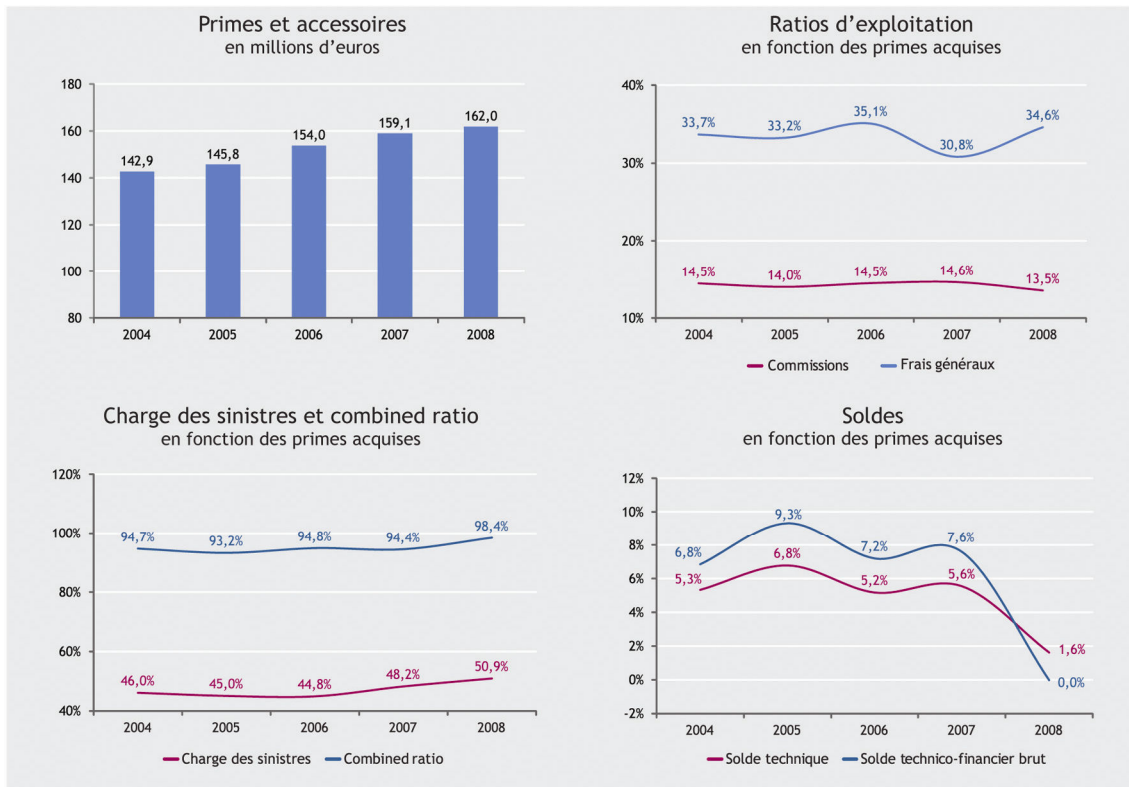 Primes et accessoires
en millions d’euros
180
160
140
120
100
80
142,9
145,8
154,0
159,1
162,0
2004 2005 2006 2007 2008
Ratios d’exploitation
en fonction des primes acquises
40%
30%
20%
10%
33,7% 33,2% 35,1% 30,8% 34,6%
14,5% 14,0% 14,5% 14,6% 13,5%
2004 2005 2006 2007 2008
Commissions Frais généraux
Charge des sinistres et combined ratio
en fonction des primes acquises
120%
100%
80%
60%
40%
94,7% 93,2% 94,8% 94,4% 98,4%
46,0% 45,0% 44,8% 48,2% 50,9%
2004 2005 2006 2007 2008
Charge des sinistres Combined ratio
Soldes
en fonction des primes acquises
12%
10%
8%
6%
4%
2%
0%
-2%
6,8% 9,3% 7,2% 7,6% 0,0%
5,3% 6,8% 5,2% 5,6% 1,6%
2004 2005 2006 2007 2008
Solde technique Solde technico-financier brut